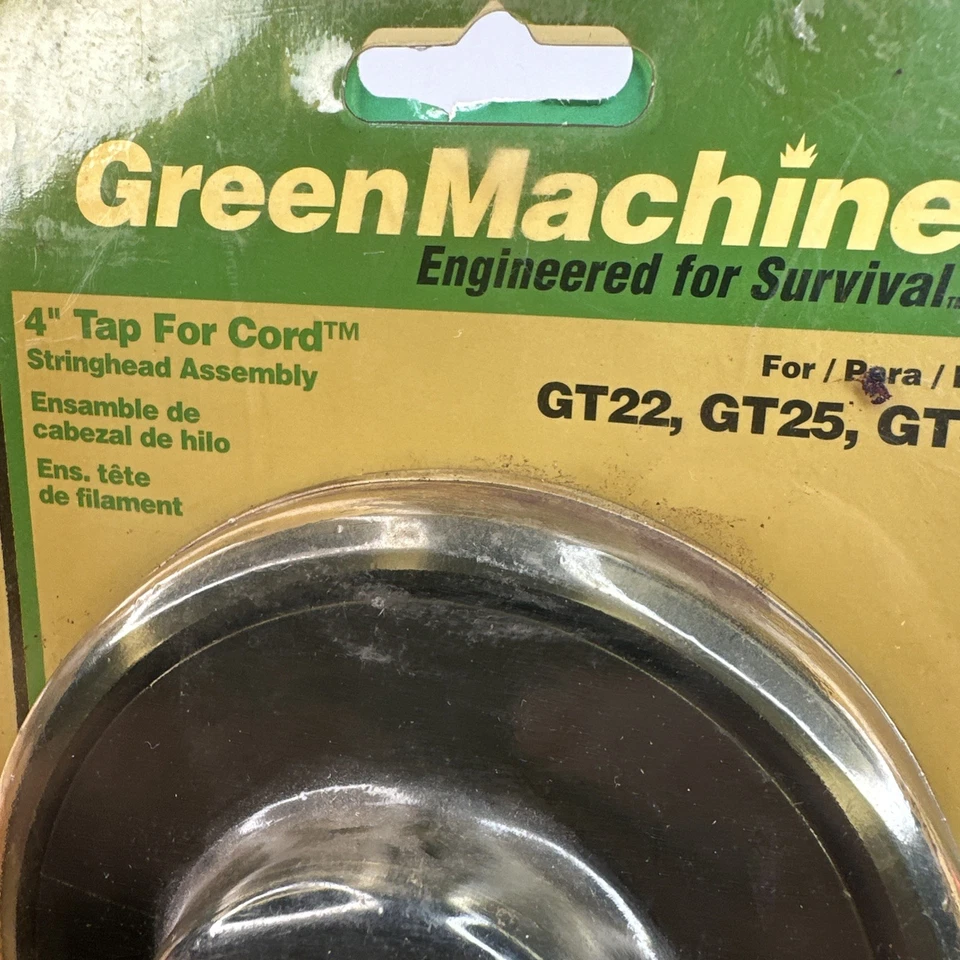 GreenMachine
Engineered for Survival™
4" Tap For Cord™
Stringhead Assembly
Ensamble de
cabezal de hilo
Ens. tête
de filament
For / Para /
GT22, GT25, GT